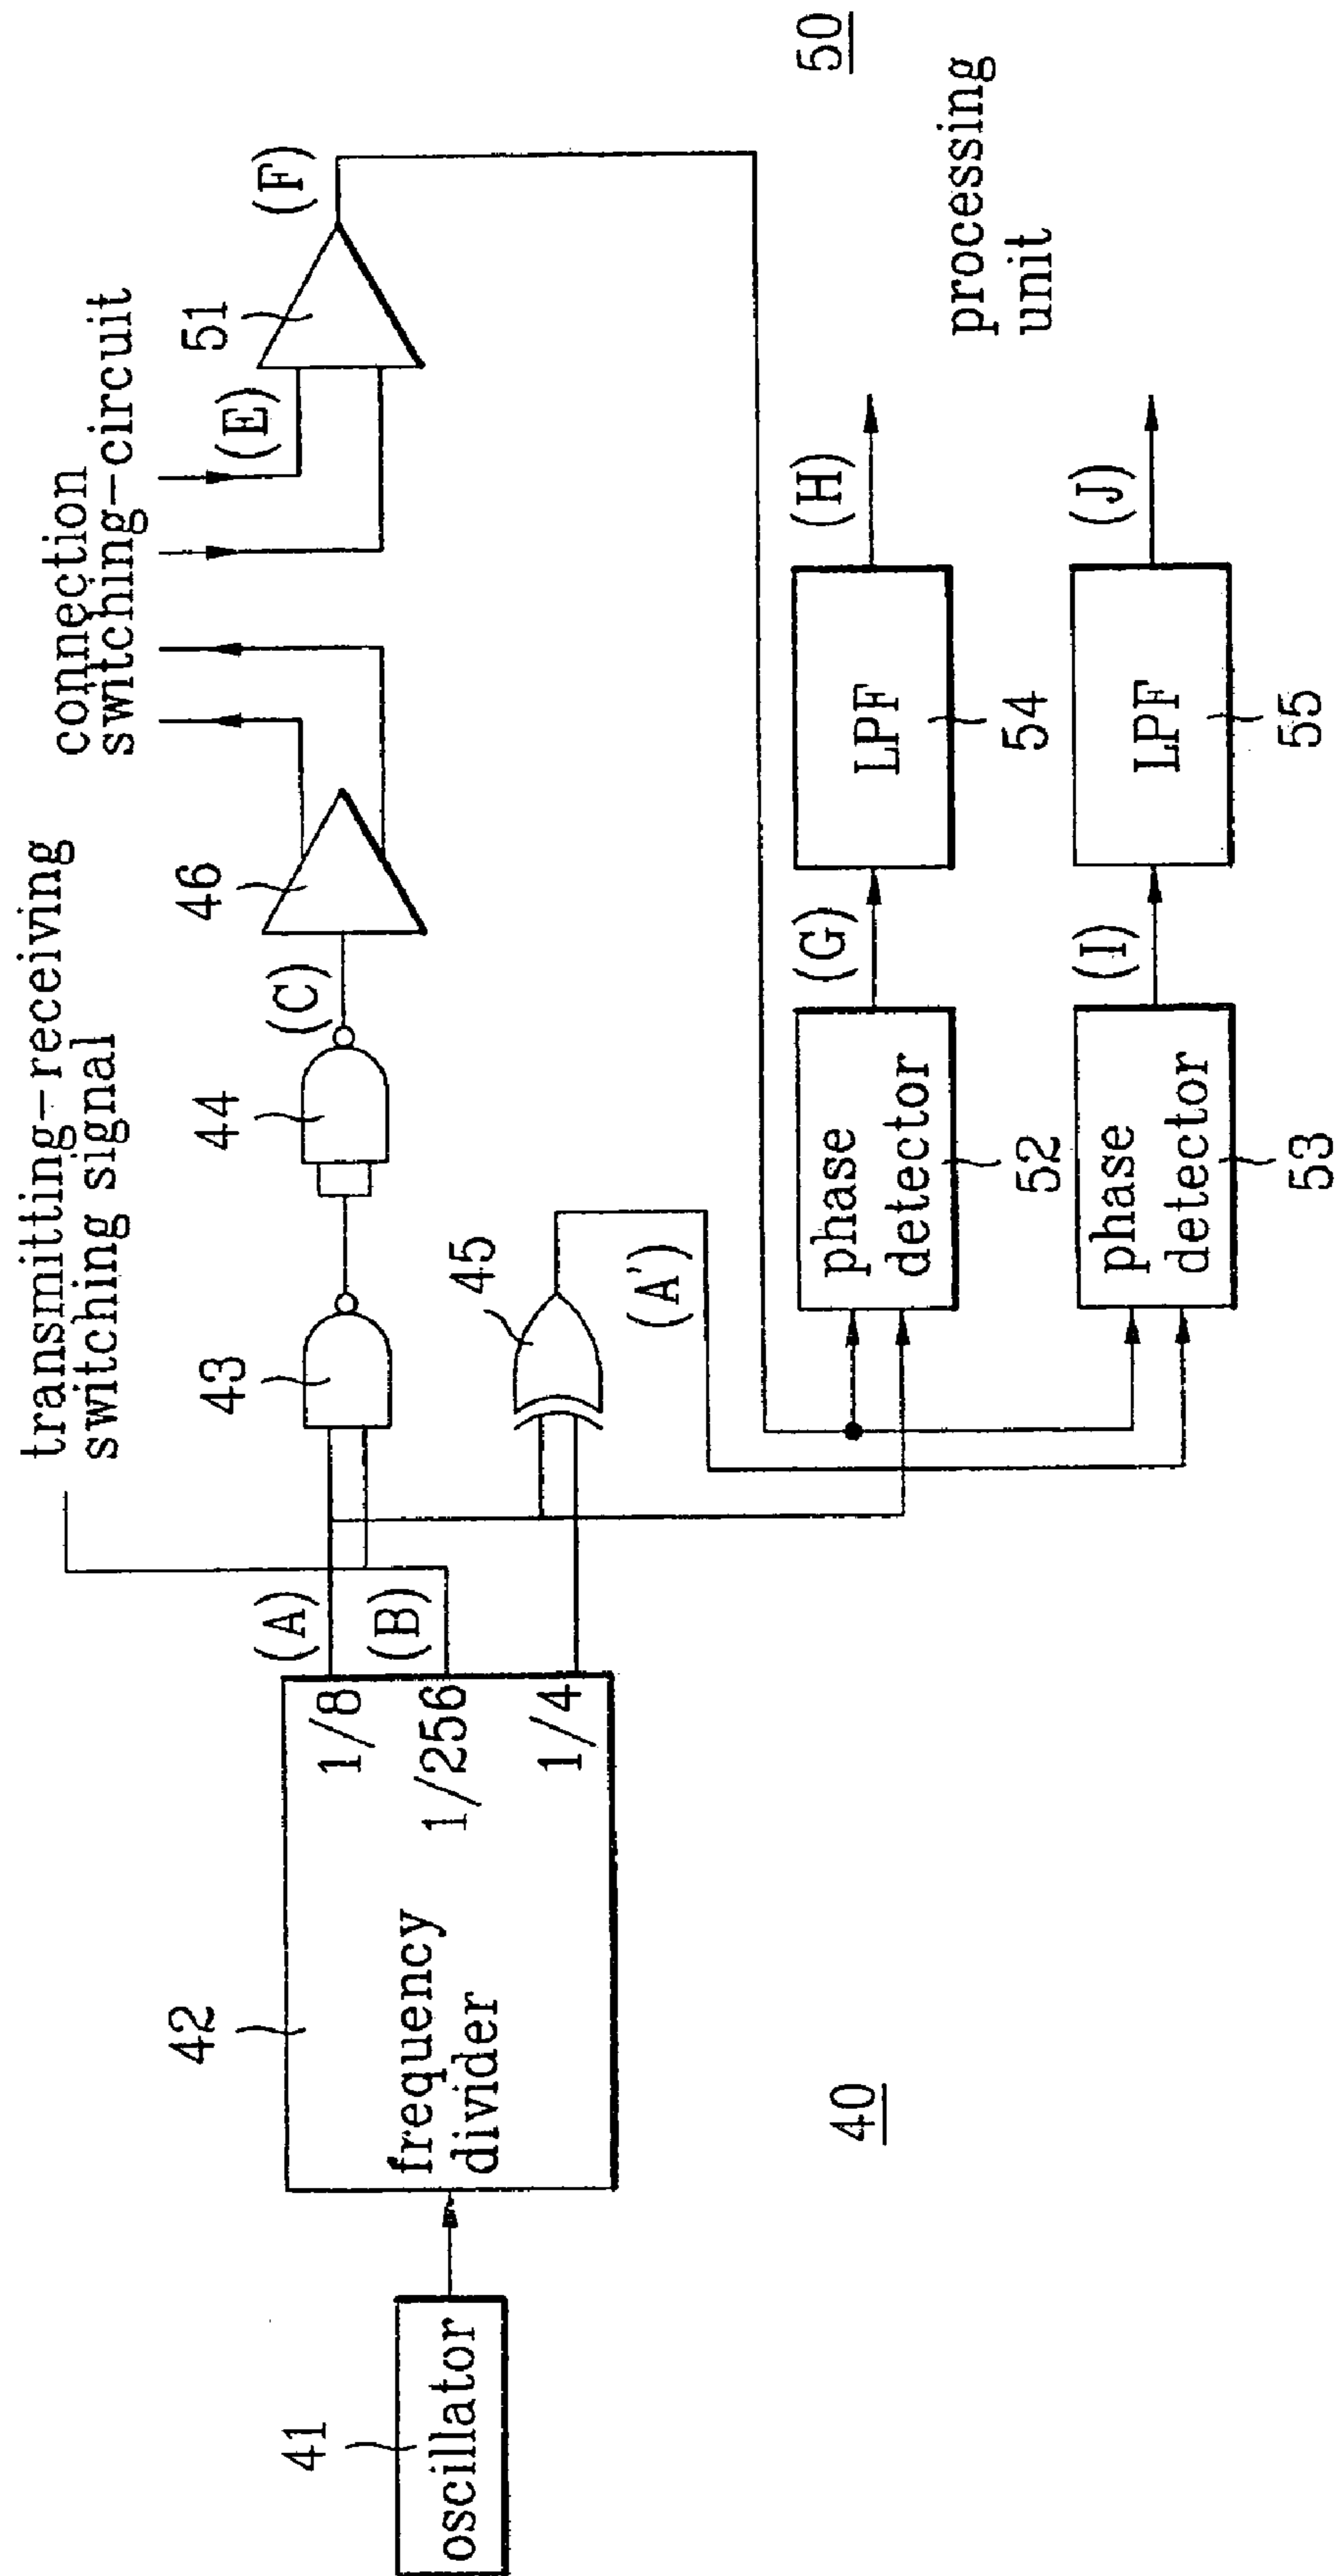 transmitting-receiving
switching signal
connection
switching-circuit
41
oscillator
42
frequency
divider
1/8
1/256
1/4
(A)
(B)
43
44
(C)
46
45
(A')
(E)
51
(F)
phase
detector
52
(G)
LPF
54
(H)
phase
detector
53
(I)
LPF
55
(J)
processing
unit
40
50